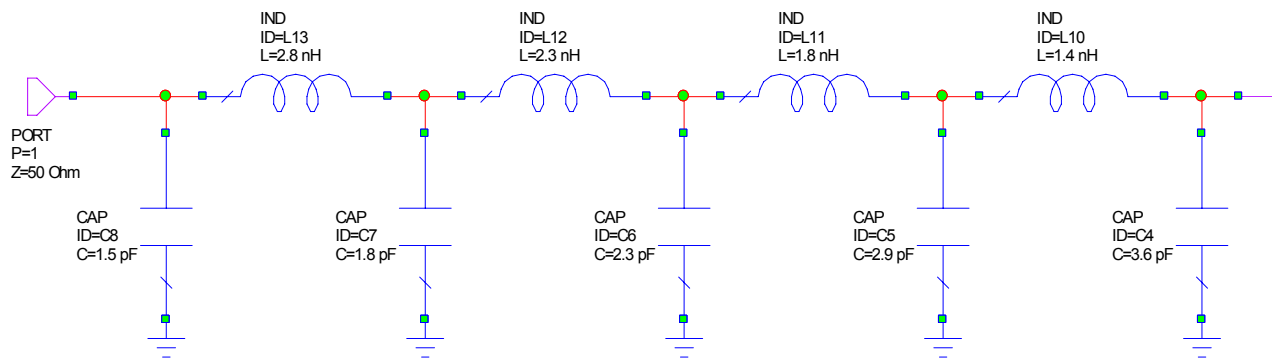 IND
ID=L13
L=2.8 nH
IND
ID=L12
L=2.3 nH
IND
ID=L11
L=1.8 nH
IND
ID=L10
L=1.4 nH
PORT
P=1
Z=50 Ohm
CAP
ID=C8
C=1.5 pF
CAP
ID=C7
C=1.8 pF
CAP
ID=C6
C=2.3 pF
CAP
ID=C5
C=2.9 pF
CAP
ID=C4
C=3.6 pF